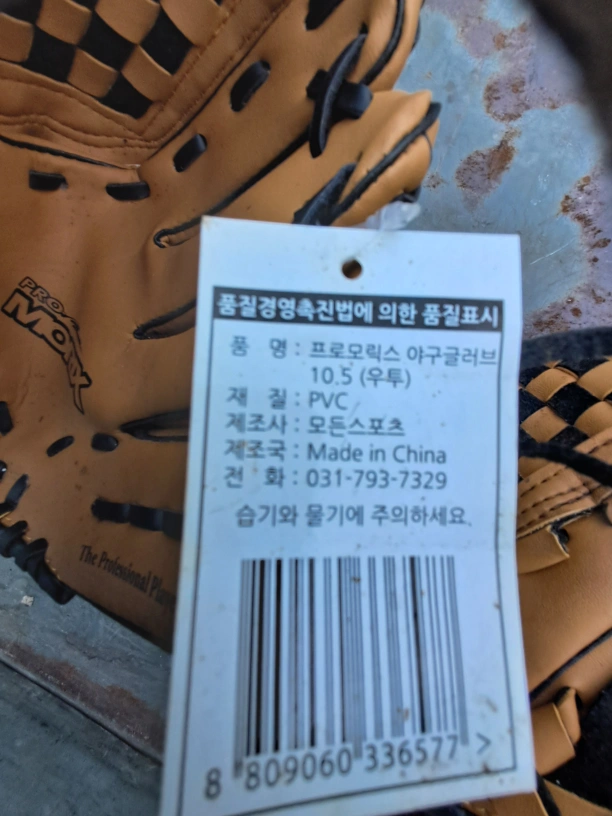 PRO
MORX
The Professional
품질경영촉진법에 의한 품질표시
품 명 : 프로모릭스 야구글러브
10.5 (우투)
재 질 : PVC
제조사 : 모든스포츠
제조국 : Made in China
전 화 : 031-793-7329
습기와 물기에 주의하세요.
8 809060 336577 >